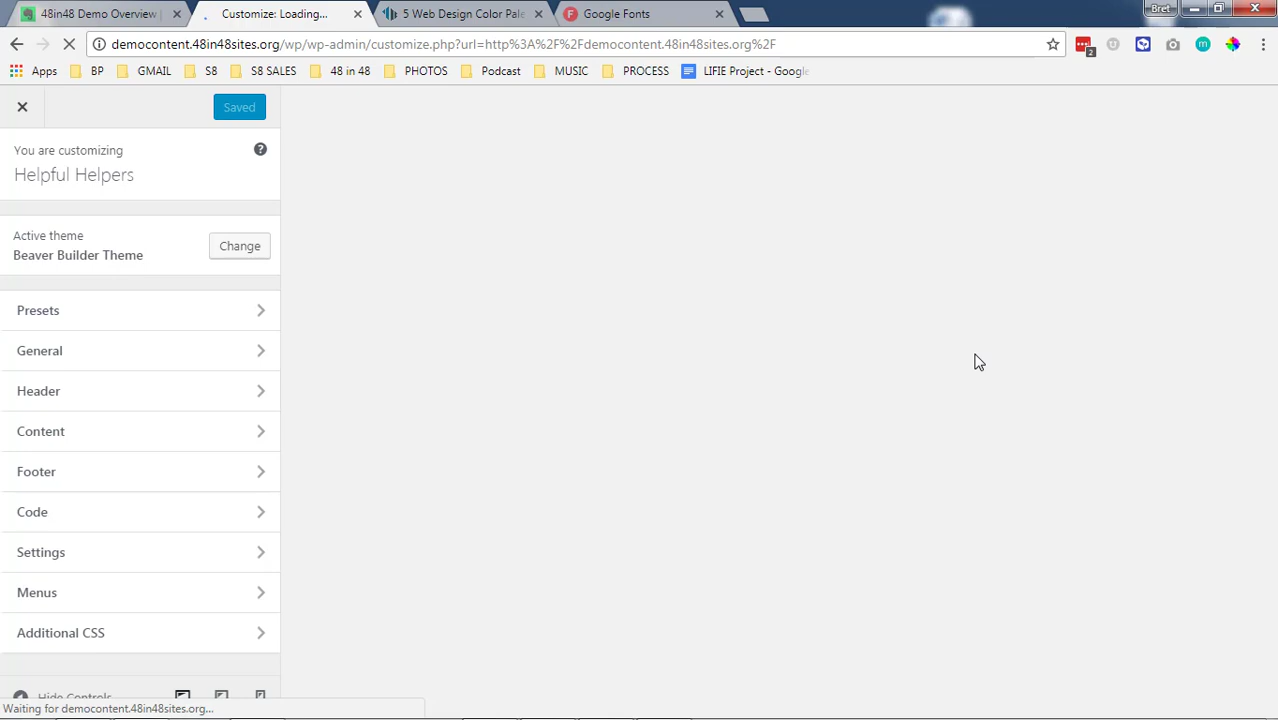 48in48 Demo Overview |
Customize: Loading...
5 Web Design Color Pale
Google Fonts
Bret
democontent.48in48sites.org/wp/wp-admin/customize.php?url=http%3A%2F%2Fdemocontent.48in48sites.org%2F
2
Apps BP GMAIL S8 S8 SALES 48 in 48 PHOTOS Podcast MUSIC PROCESS LIFIE Project - Google
Saved
You are customizing
Helpful Helpers
Active theme
Beaver Builder Theme
Change
Presets
General
Header
Content
Footer
Code
Settings
Menus
Additional CSS
Hide Controls
Waiting for democontent.48in48sites.org...